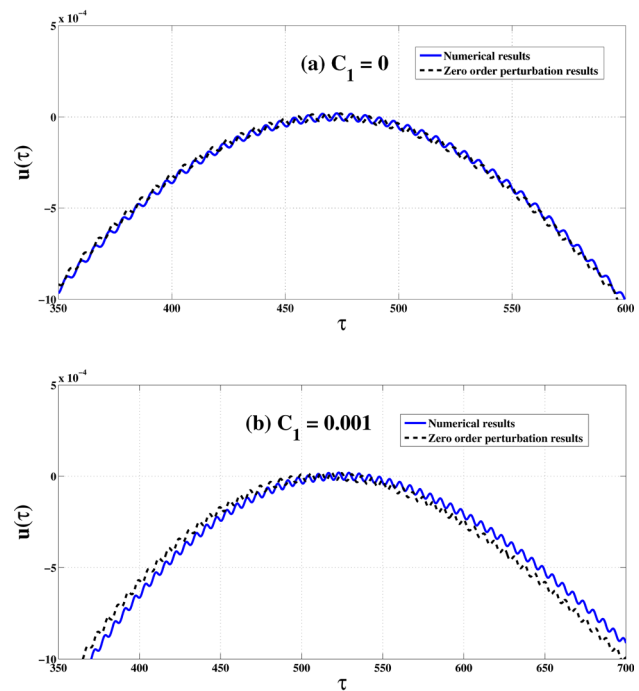 x 10⁻⁴
5
(a) C₁ = 0
Numerical results
Zero order perturbation results
0
u(τ)
−5
−10
350 400 450 500 550 600
τ
x 10⁻⁴
5
(b) C₁ = 0.001
Numerical results
Zero order perturbation results
0
u(τ)
−5
−10
350 400 450 500 550 600 650 700
τ